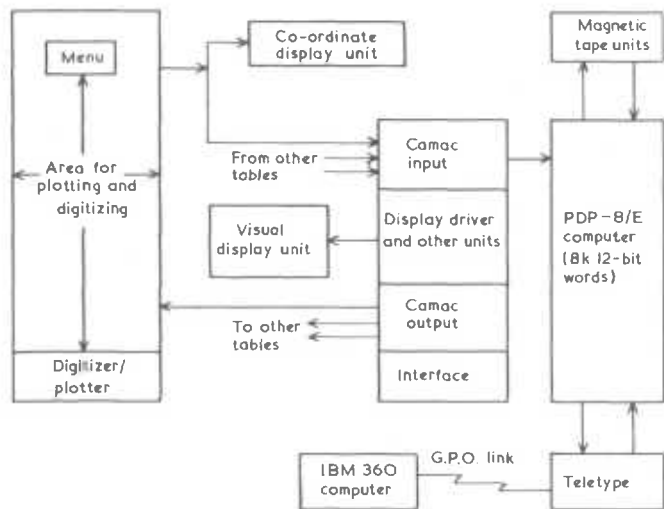 Menu
Area for
plotting and
digitizing
Digitizer/
plotter
Co-ordinate
display unit
From other
tables
Visual
display unit
To other
tables
Camac
input
Display driver
and other units
Camac
output
Interface
Magnetic
tape units
PDP-8/E
computer
(8k 12-bit
words)
IBM 360
computer
G.P.O. link
Teletype